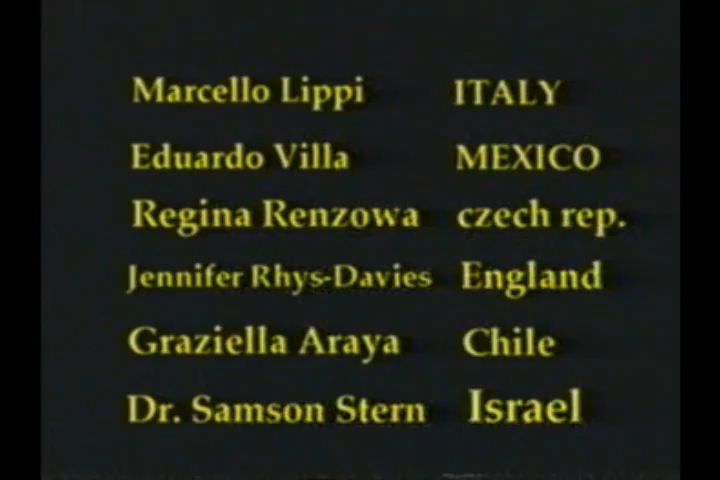 Marcello Lippi ITALY
Eduardo Villa MEXICO
Regina Renzowa czech rep.
Jennifer Rhys-Davies England
Graziella Araya Chile
Dr. Samson Stern Israel